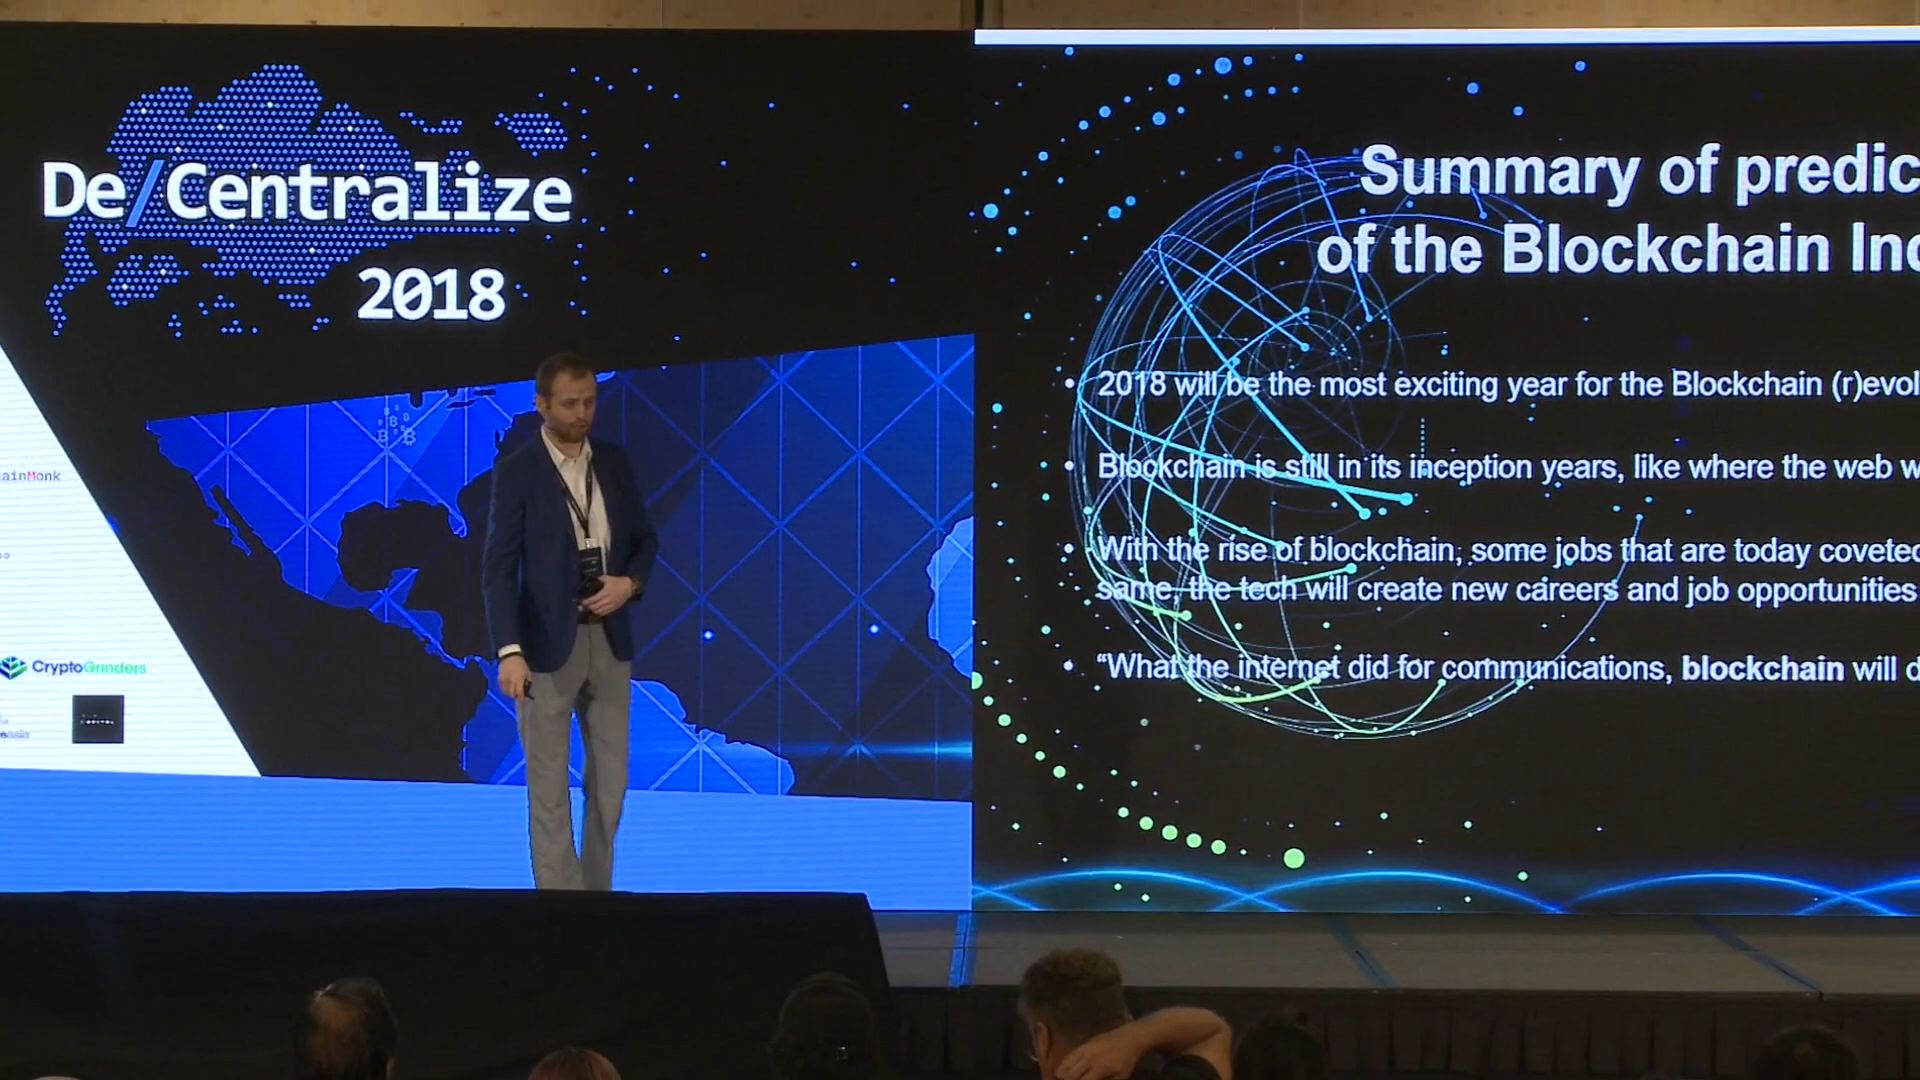 De/Centralize
2018
ainMonk
CryptoGrinders
asia
Summary of predic
of the Blockchain Inc
• 2018 will be the most exciting year for the Blockchain (r)evol
• Blockchain is still in its inception years, like where the web w
• With the rise of blockchain, some jobs that are today coveted
same, the tech will create new careers and job opportunities
• “What the internet did for communications, blockchain will d